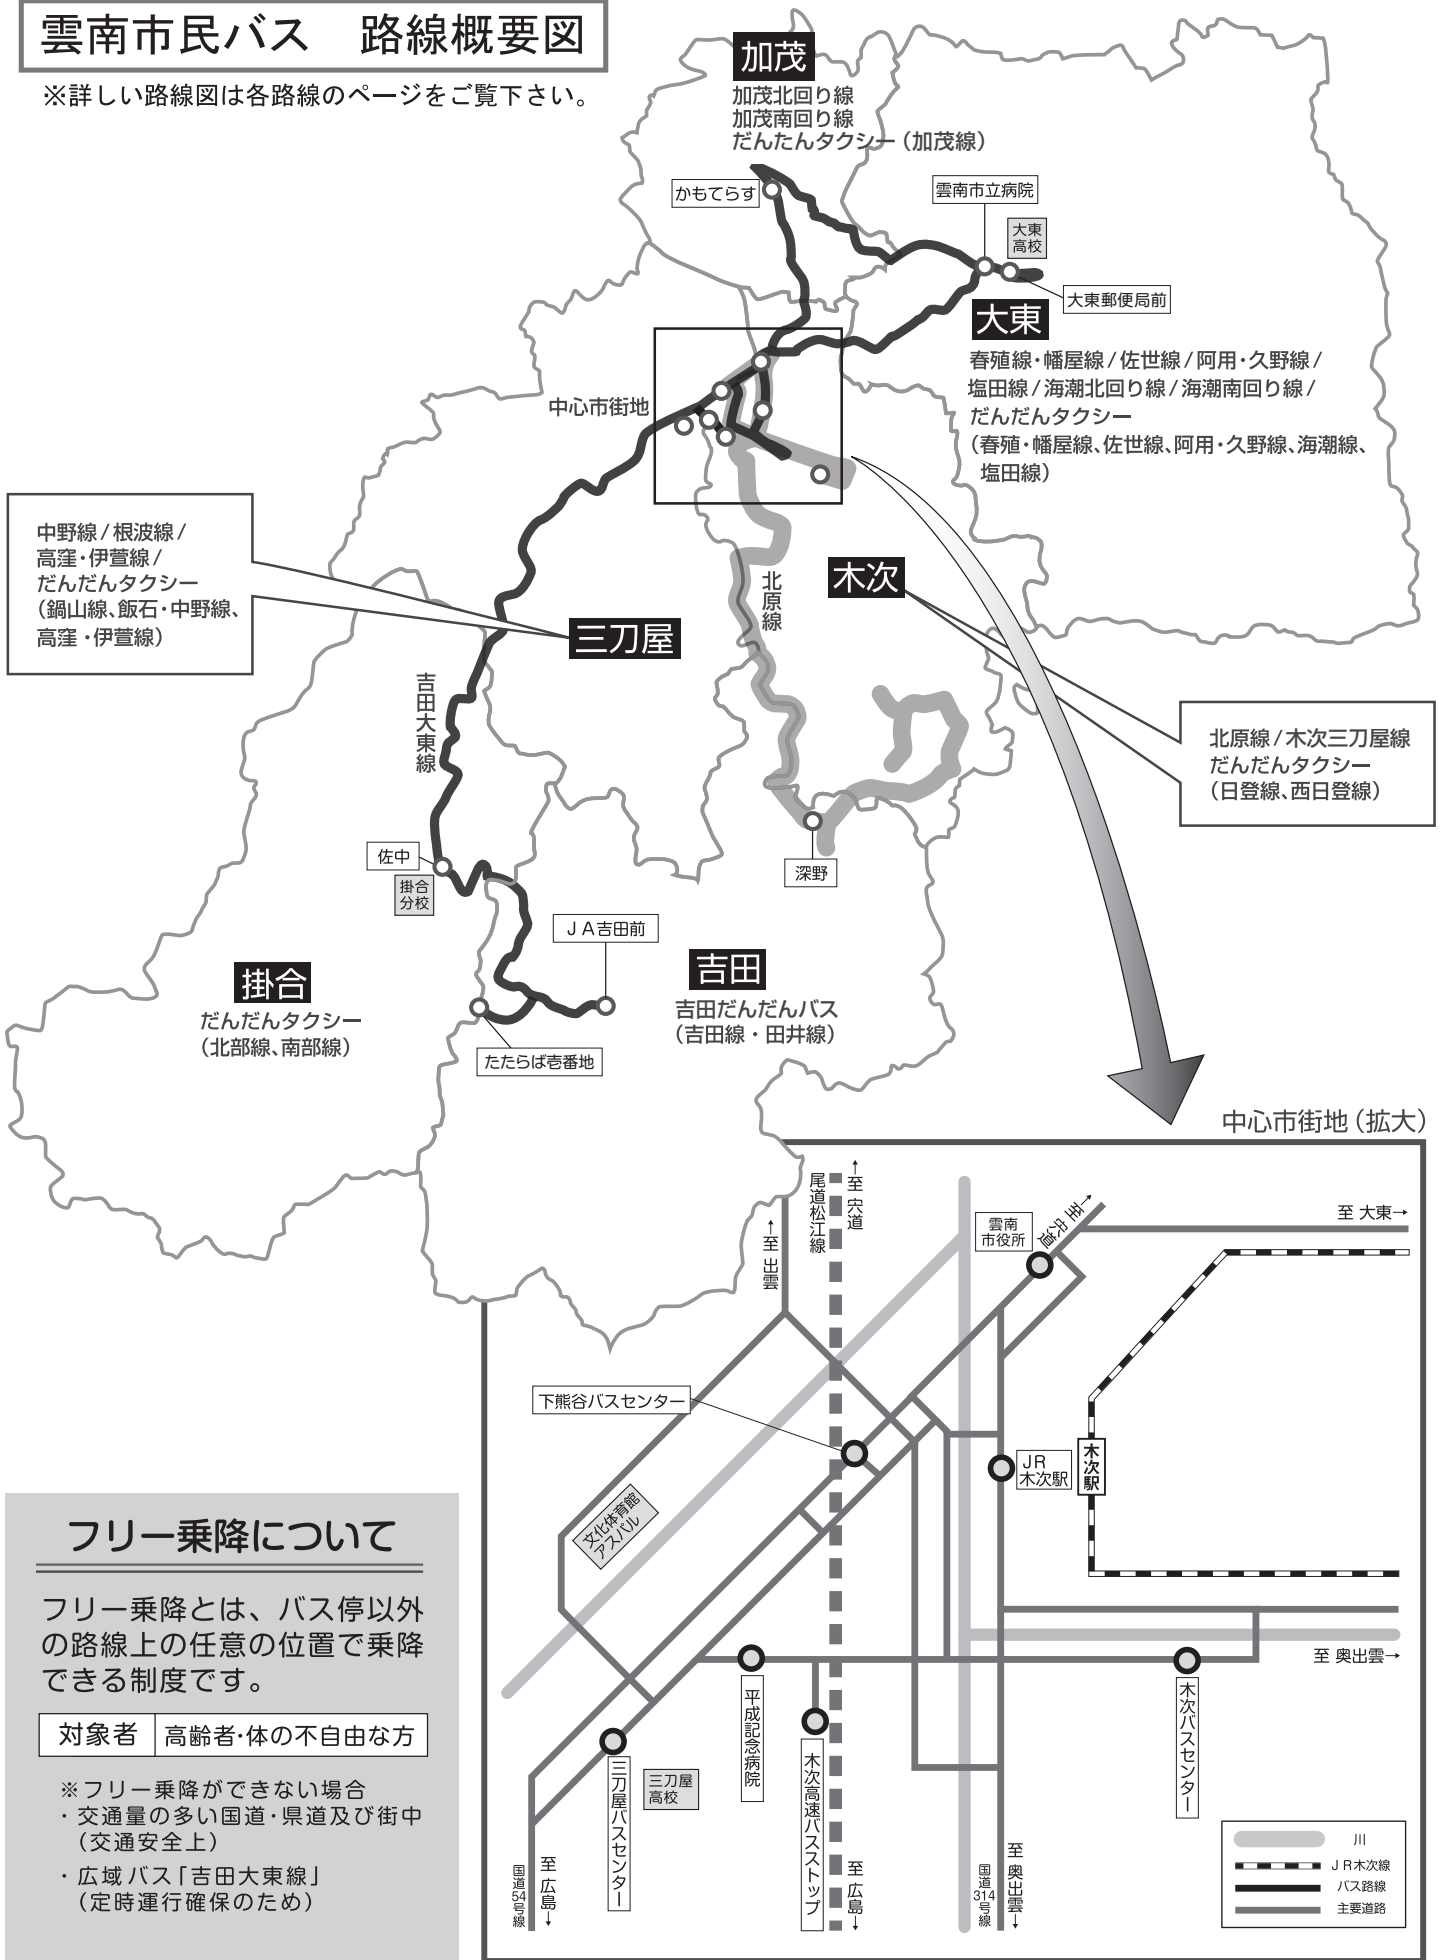 雲南市民バス　路線概要図
※詳しい路線図は各路線のページをご覧下さい。
加茂
加茂北回り線
加茂南回り線
だんたんタクシー（加茂線）
かもてらす
雲南市立病院
大東
高校
大東郵便局前
大東
春殖線・幡屋線/佐世線/阿用・久野線/
塩田線/海潮北回り線/海潮南回り線/
だんだんタクシー
（春殖・幡屋線、佐世線、阿用・久野線、海潮線、
塩田線）
中心市街地
中野線/根波線/
高窪・伊萱線/
だんだんタクシー
（鍋山線、飯石・中野線、
高窪・伊萱線）
三刀屋
北原線
木次
北原線/木次三刀屋線
だんだんタクシー
（日登線、西日登線）
吉田大東線
佐中
掛合
分校
深野
ＪＡ吉田前
掛合
だんだんタクシー
（北部線、南部線）
吉田
吉田だんだんバス
（吉田線・田井線）
たたらば壱番地
中心市街地（拡大）
←至 出雲
尾道松江線
←至 宍道
雲南
市役所
至 宍道→
至 大東→
下熊谷バスセンター
JR
木次駅
木次駅
文化体育館
アスパル
至 奥出雲→
平成記念病院
木次高速バスストップ
木次バスセンター
三刀屋バスセンター
三刀屋
高校
国道54号線
至 広島→
至 広島→
国道314号線
至 奥出雲→
川
ＪＲ木次線
バス路線
主要道路
フリー乗降について
フリー乗降とは、バス停以外
の路線上の任意の位置で乗降
できる制度です。
対象者　高齢者・体の不自由な方
※フリー乗降ができない場合
・交通量の多い国道・県道及び街中
（交通安全上）
・広域バス「吉田大東線」
（定時運行確保のため）